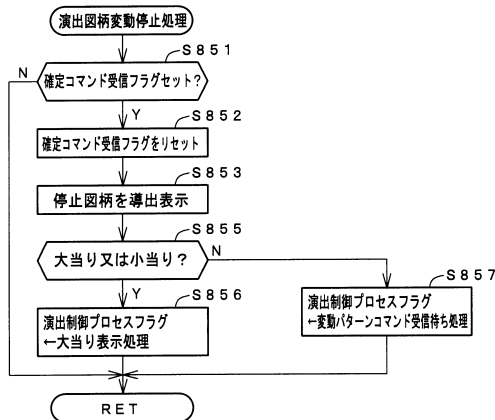 演出図柄変動停止処理
S851
N
確定コマンド受信フラグセット?
Y
S852
確定コマンド受信フラグをリセット
S853
停止図柄を導出表示
S855
大当り又は小当り?
N
Y
S856
演出制御プロセスフラグ
←大当り表示処理
S857
演出制御プロセスフラグ
←変動パターンコマンド受信待ち処理
RET